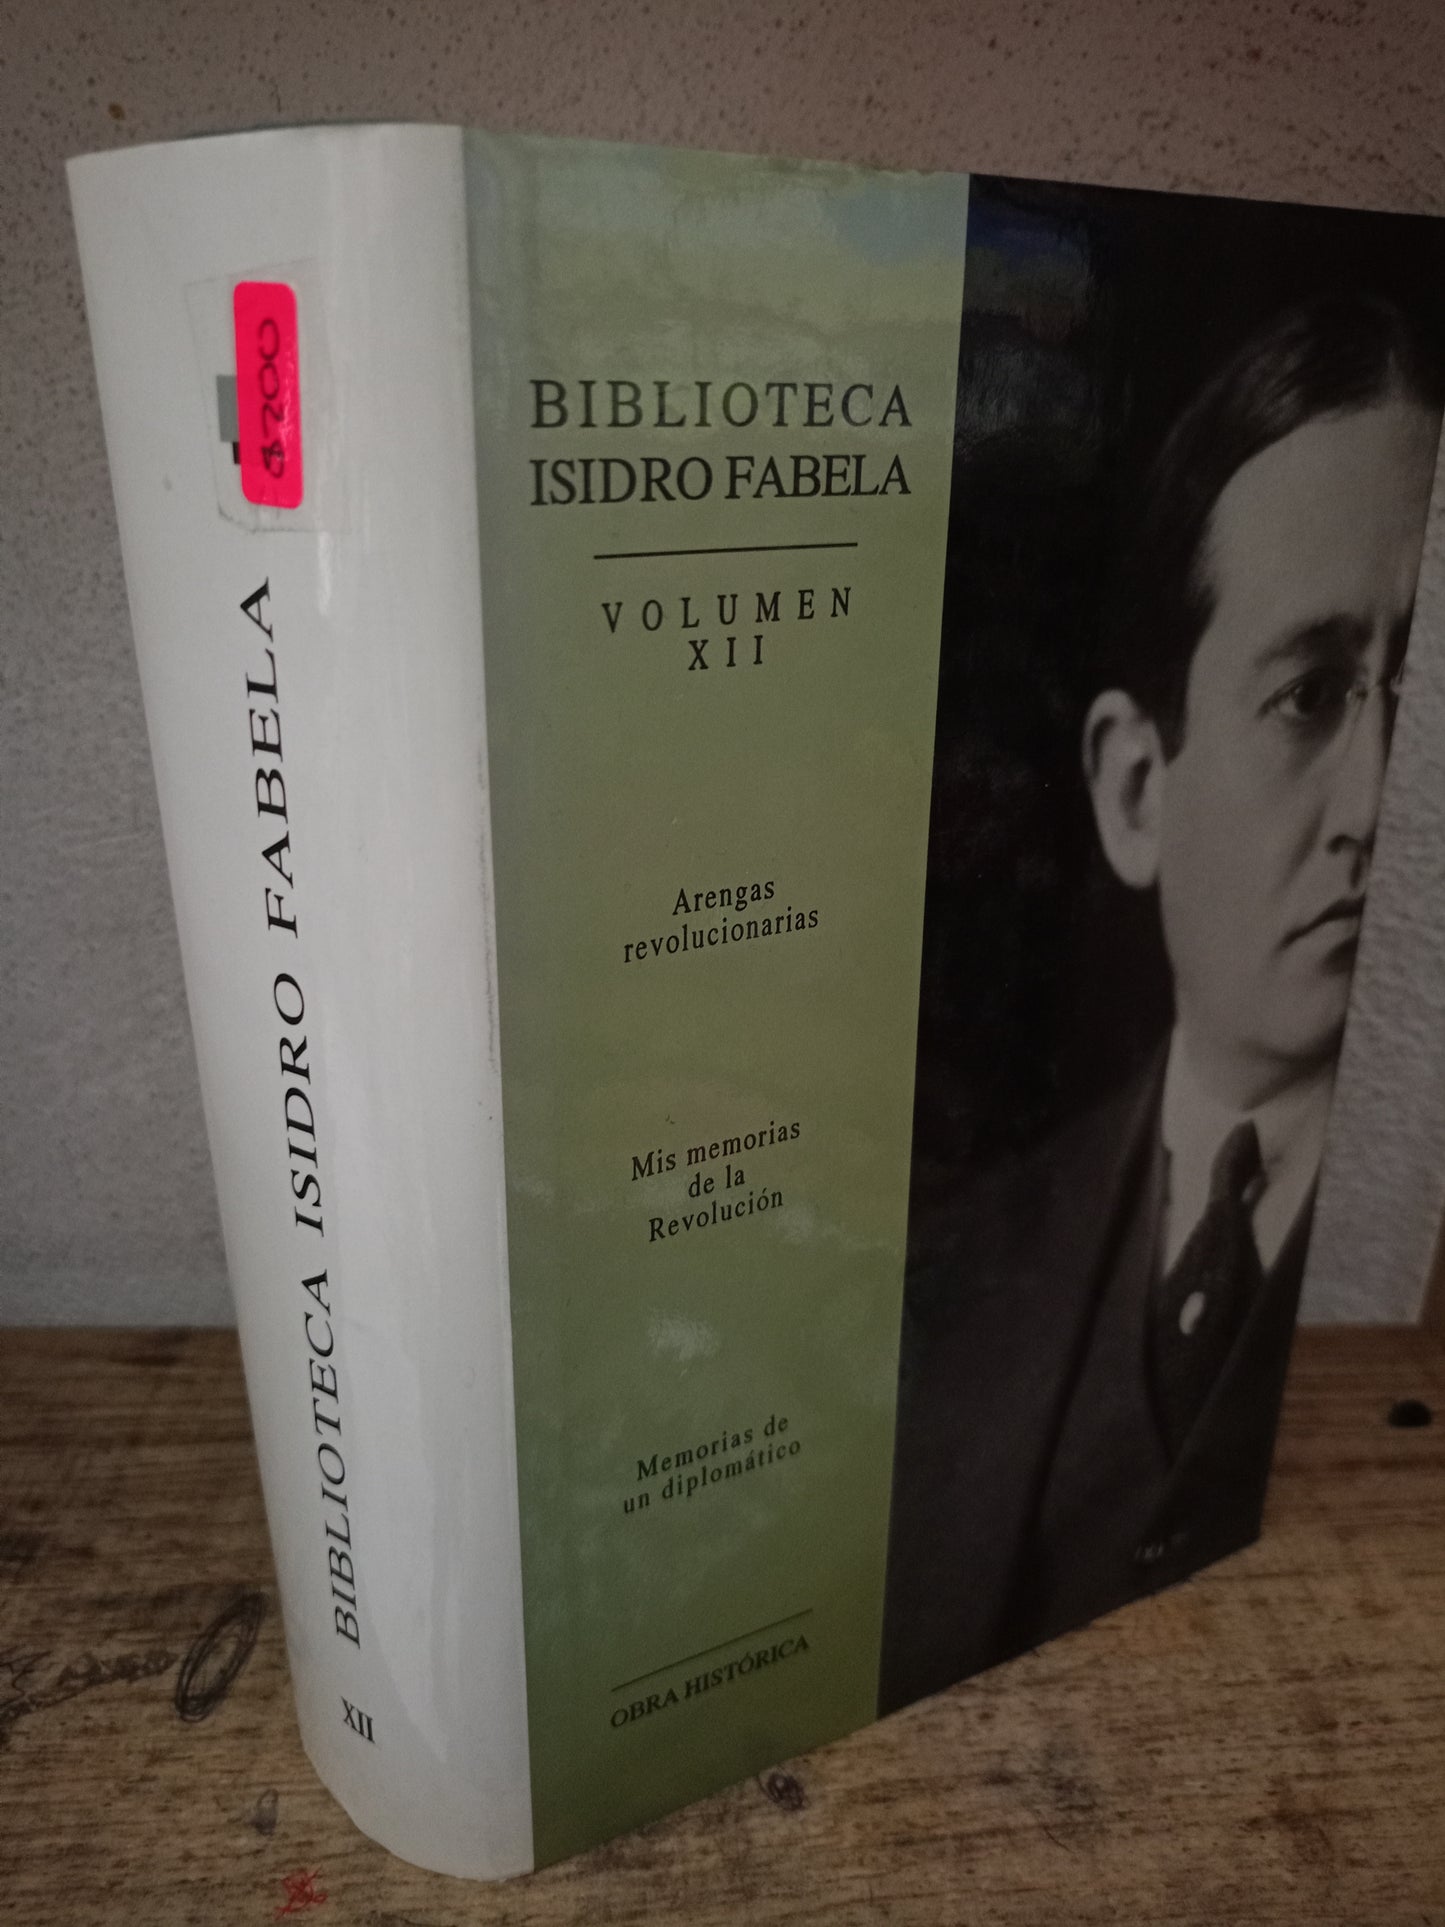 8200
BIBLIOTECA ISIDRO FABELA
XII
BIBLIOTECA
ISIDRO FABELA
VOLUMEN
XII
Arengas
revolucionarias
Mis memorias
de la
Revolución
Memorias de
un diplomático
OBRA HISTÓRICA